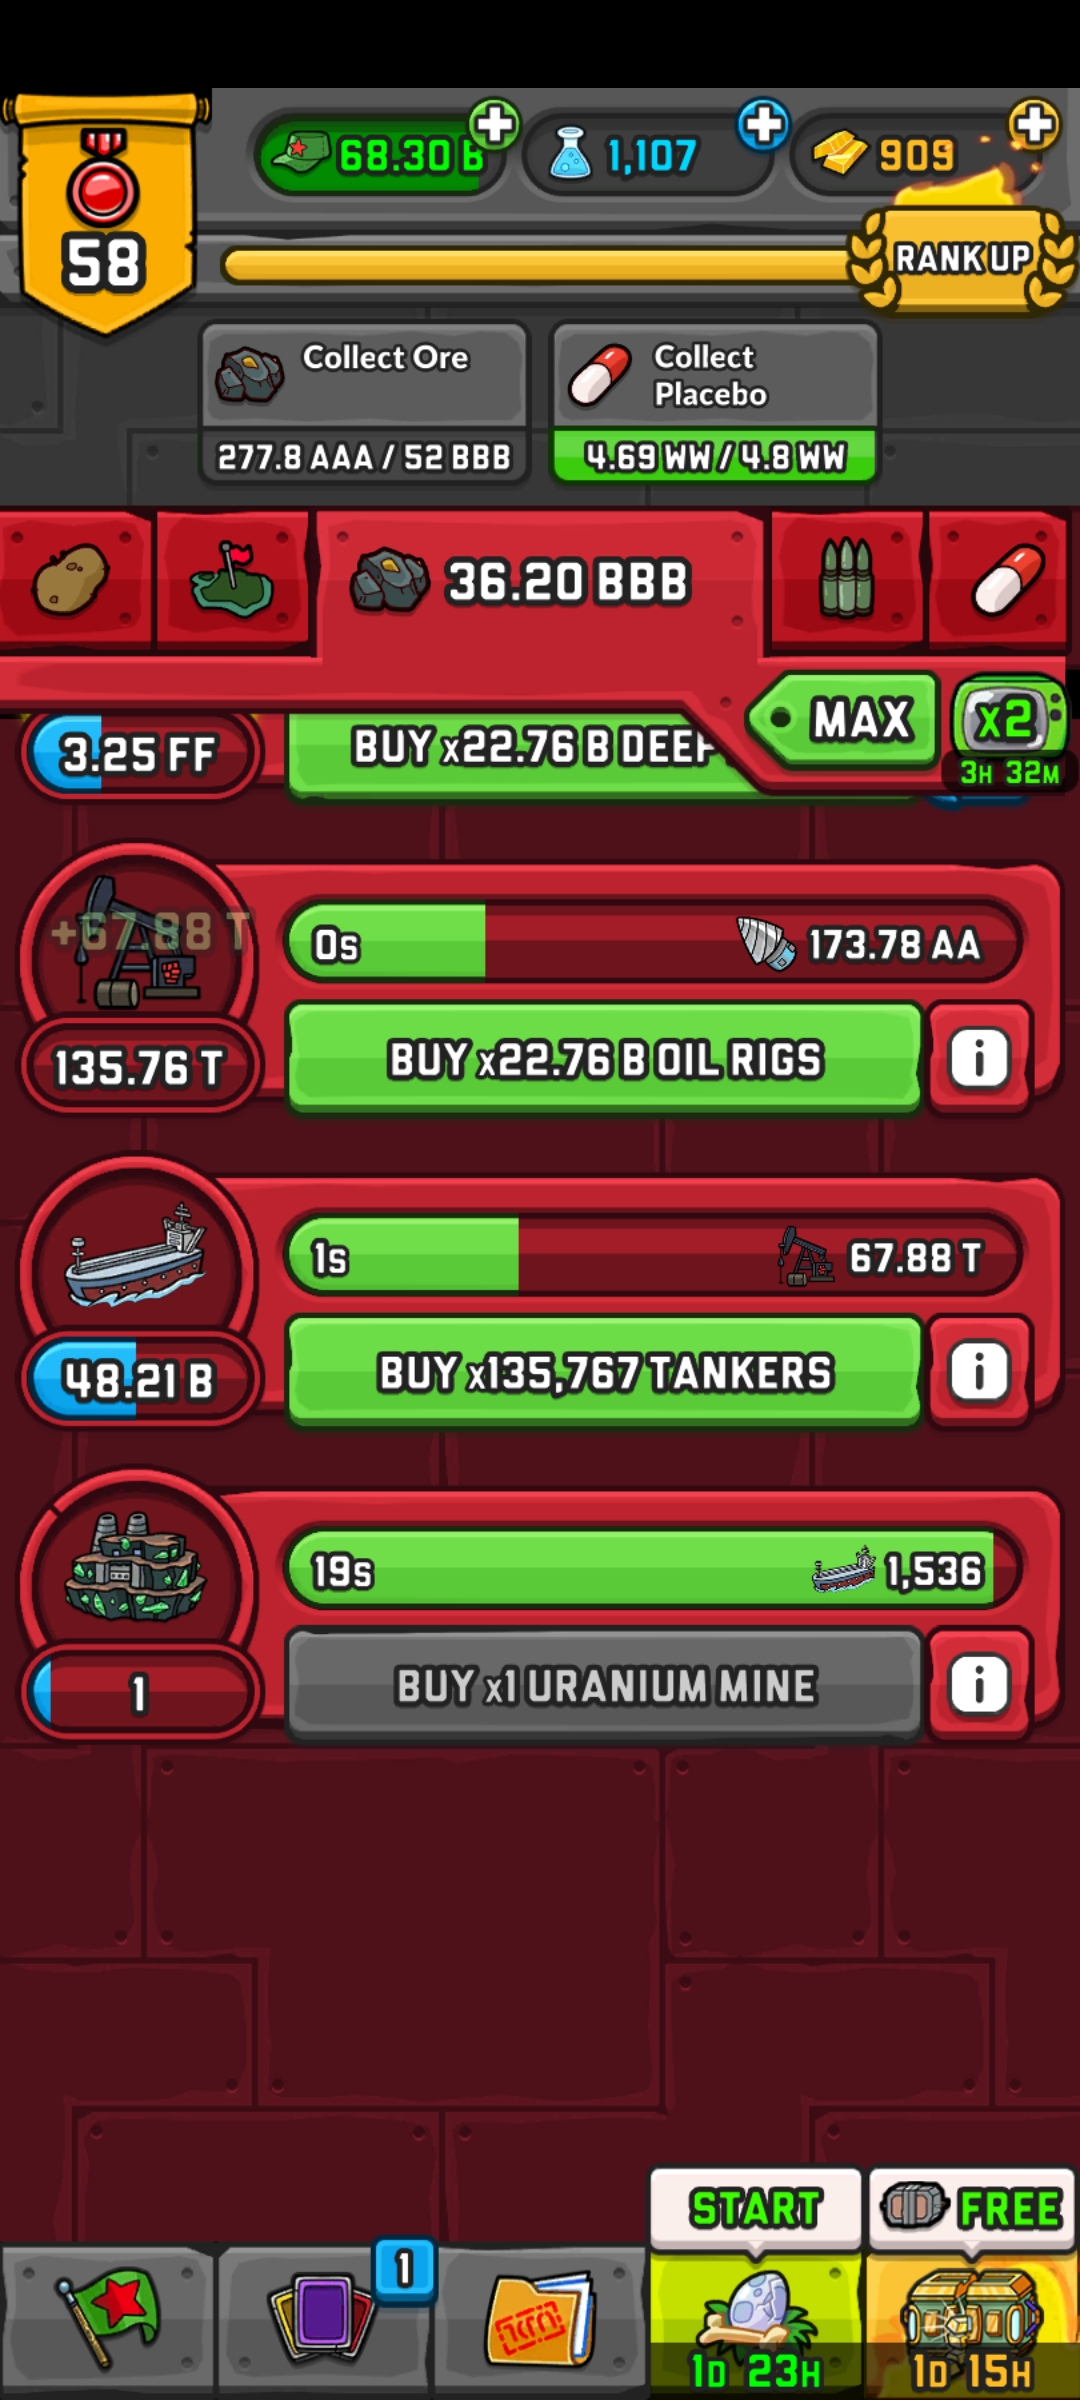 68.30 B
1,107
909
58
RANK UP
Collect Ore
277.8 AAA / 52 BBB
Collect
Placebo
4.69 WW / 4.8 WW
36.20 BBB
MAX
x2
3H 32M
3.25 FF
BUY x22.76 B DEEP
+67.88 T
0s
173.78 AA
135.76 T
BUY x22.76 B OIL RIGS
i
1s
67.88 T
48.21 B
BUY x135,767 TANKERS
i
19s
1,536
1
BUY x1 URANIUM MINE
i
START
FREE
1
1D 23H
1D 15H